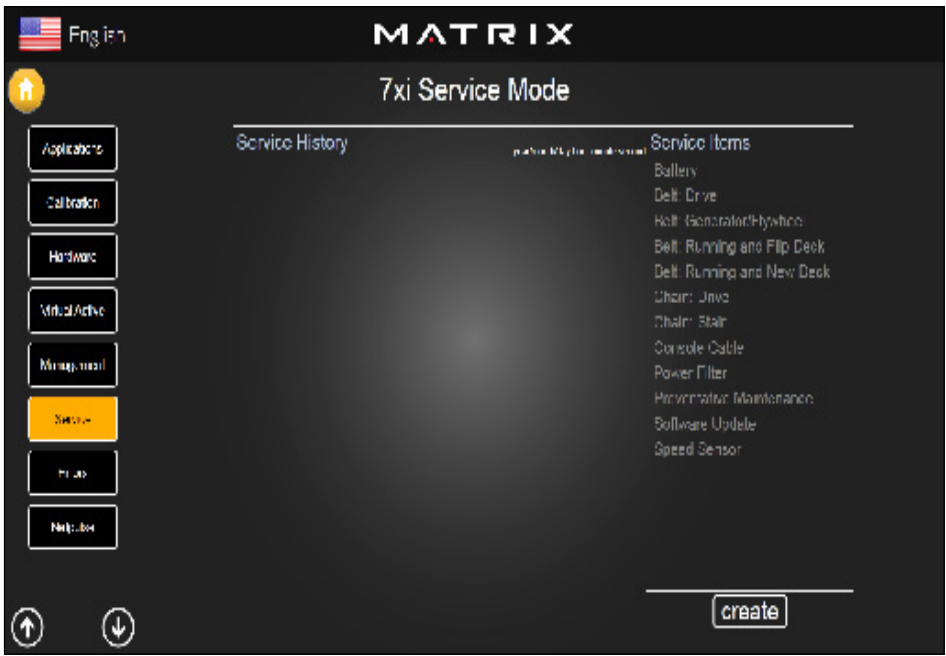 English
MATRIX
7xi Service Mode
Applications
Calibration
Hardware
Virtual Active
Management
Service
Errors
Netpulse
Service History
Service Items
Battery
Belt: Drive
Belt: Generator/Flywheel
Belt: Running and Flip Deck
Belt: Running and New Deck
Chain: Drive
Chain: Stair
Console Cable
Power Filter
Preventative Maintenance
Software Update
Speed Sensor
create